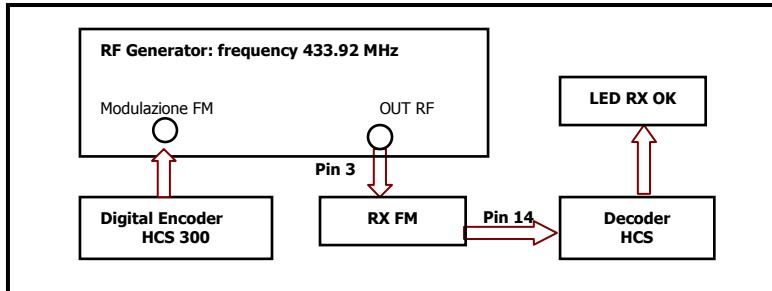 RF Generator: frequency 433.92 MHz
Modulazione FM
OUT RF
LED RX OK
Pin 3
Digital Encoder
HCS 300
RX FM
Pin 14
Decoder
HCS